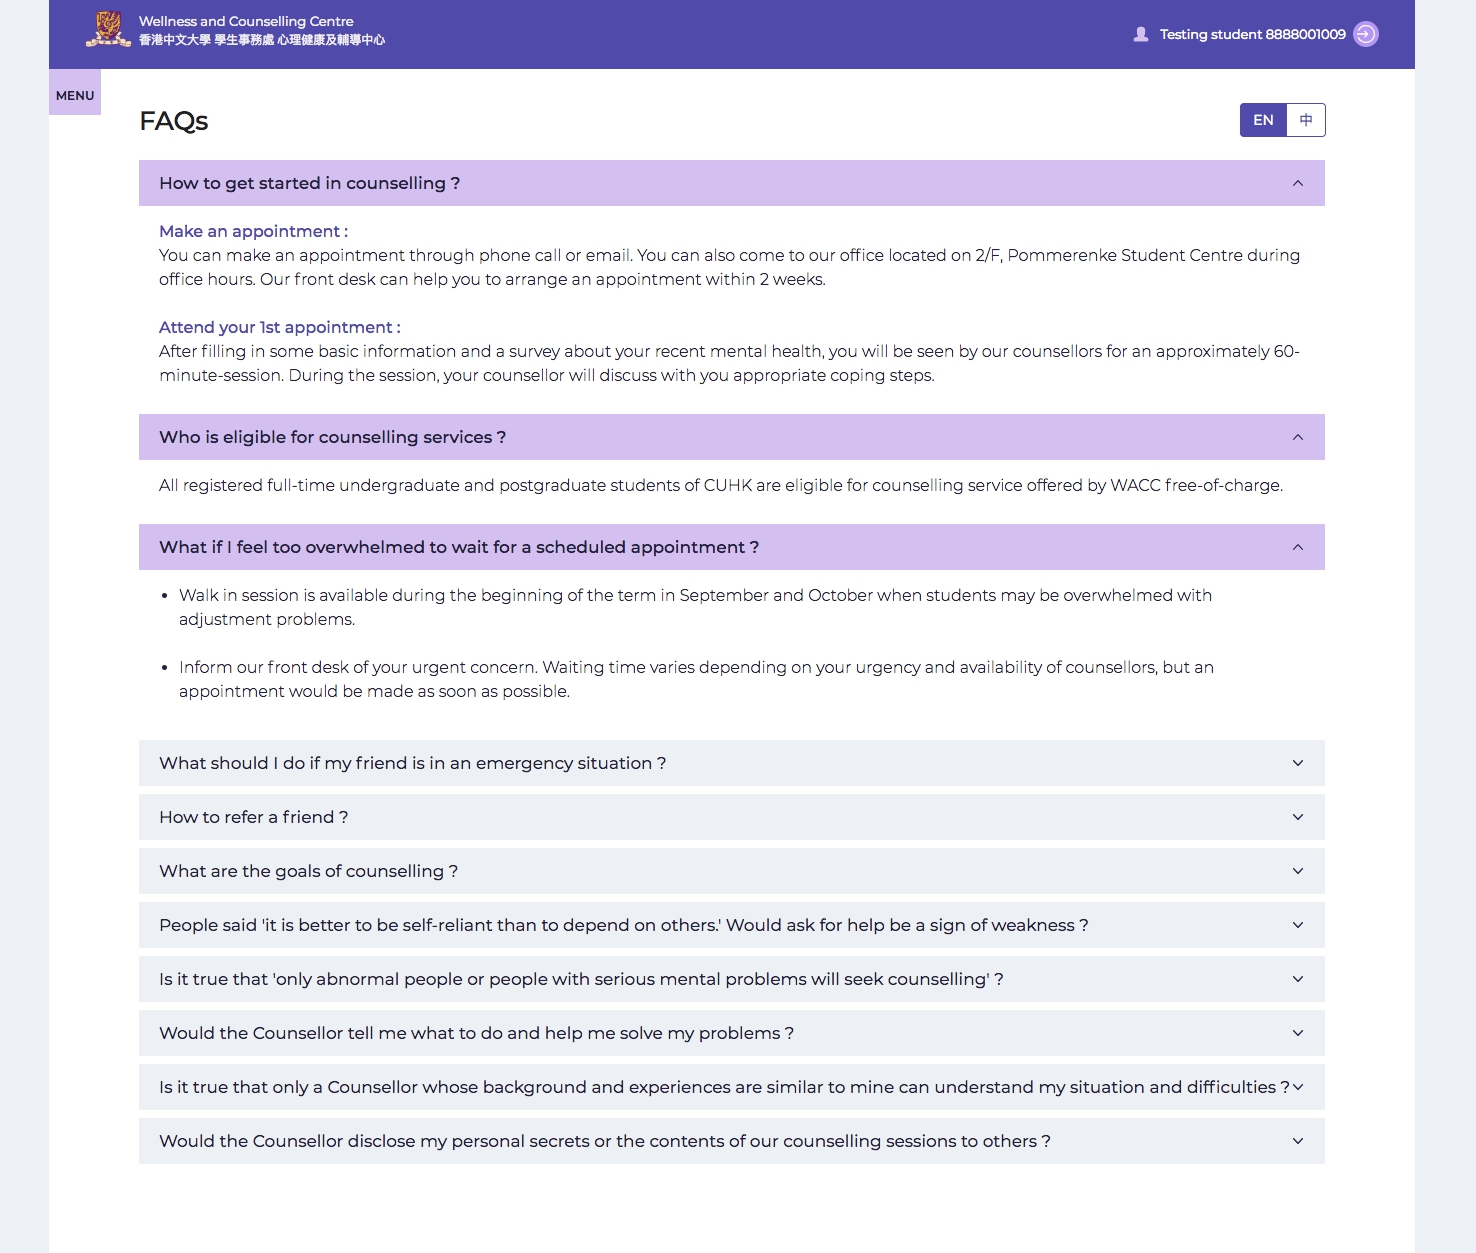 Wellness and Counselling Centre
香港中文大學 學生事務處 心理健康及輔導中心
Testing student 8888001009
MENU
FAQs
EN
中
How to get started in counselling ?
Make an appointment :
You can make an appointment through phone call or email. You can also come to our office located on 2/F, Pommerenke Student Centre during
office hours. Our front desk can help you to arrange an appointment within 2 weeks.
Attend your 1st appointment :
After filling in some basic information and a survey about your recent mental health, you will be seen by our counsellors for an approximately 60-
minute-session. During the session, your counsellor will discuss with you appropriate coping steps.
Who is eligible for counselling services ?
All registered full-time undergraduate and postgraduate students of CUHK are eligible for counselling service offered by WACC free-of-charge.
What if I feel too overwhelmed to wait for a scheduled appointment ?
• Walk in session is available during the beginning of the term in September and October when students may be overwhelmed with
adjustment problems.
• Inform our front desk of your urgent concern. Waiting time varies depending on your urgency and availability of counsellors, but an
appointment would be made as soon as possible.
What should I do if my friend is in an emergency situation ?
How to refer a friend ?
What are the goals of counselling ?
People said 'it is better to be self-reliant than to depend on others.' Would ask for help be a sign of weakness ?
Is it true that 'only abnormal people or people with serious mental problems will seek counselling' ?
Would the Counsellor tell me what to do and help me solve my problems ?
Is it true that only a Counsellor whose background and experiences are similar to mine can understand my situation and difficulties ?
Would the Counsellor disclose my personal secrets or the contents of our counselling sessions to others ?